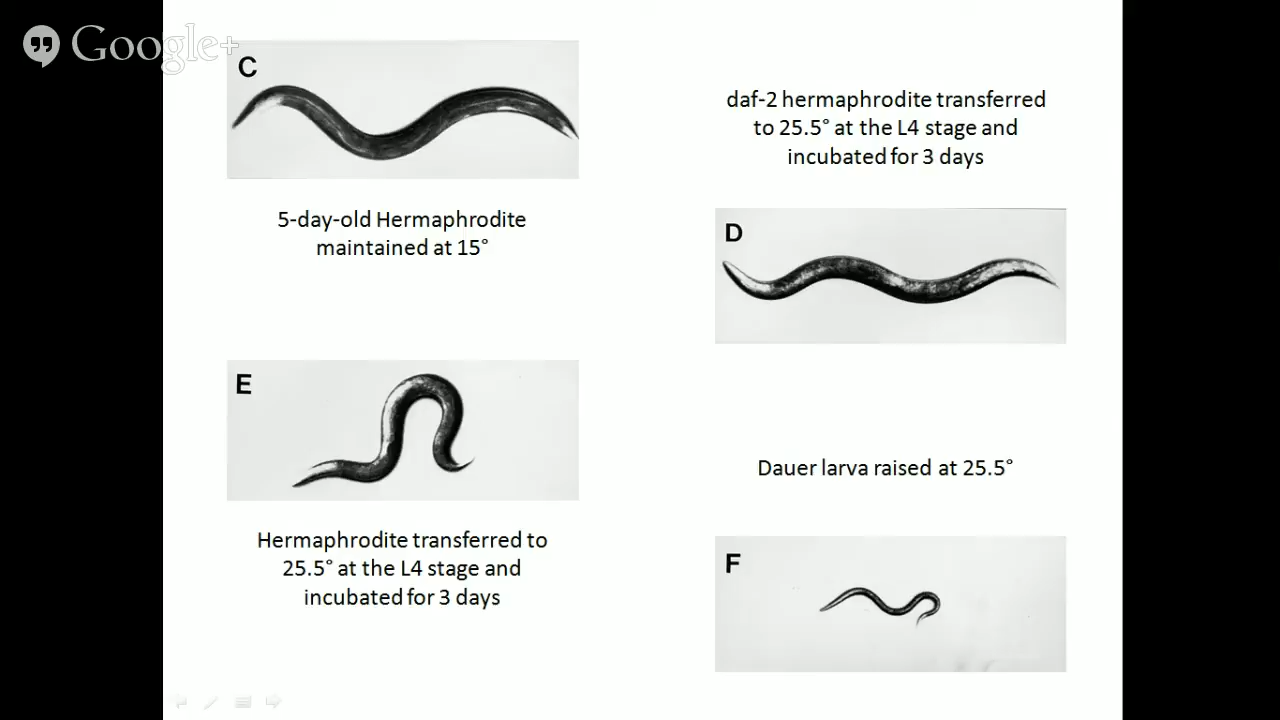 Google+
C
5-day-old Hermaphrodite
maintained at 15°
daf-2 hermaphrodite transferred
to 25.5° at the L4 stage and
incubated for 3 days
D
E
Hermaphrodite transferred to
25.5° at the L4 stage and
incubated for 3 days
Dauer larva raised at 25.5°
F